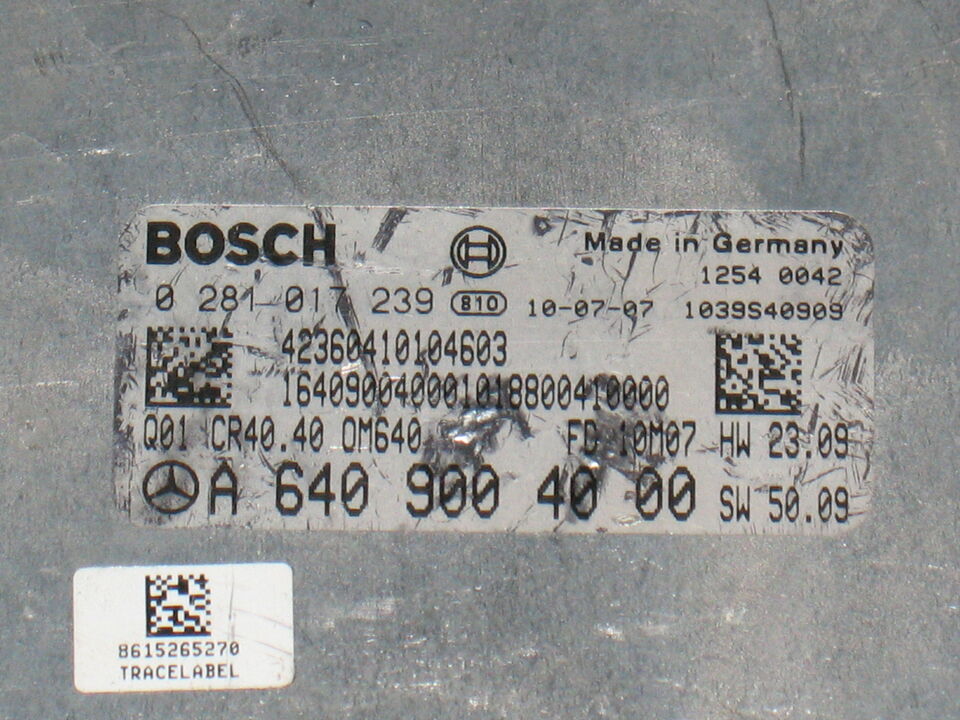 BOSCH
Made in Germany
1254 0042
0 281 017 239 810 10-07-07 1039S40909
42360410104603
164090040001018800410000
Q01 CR40.40 OM640 FD 10M07 HW 23.09
A 640 900 40 00 SW 50.09
8615265270
TRACELABEL